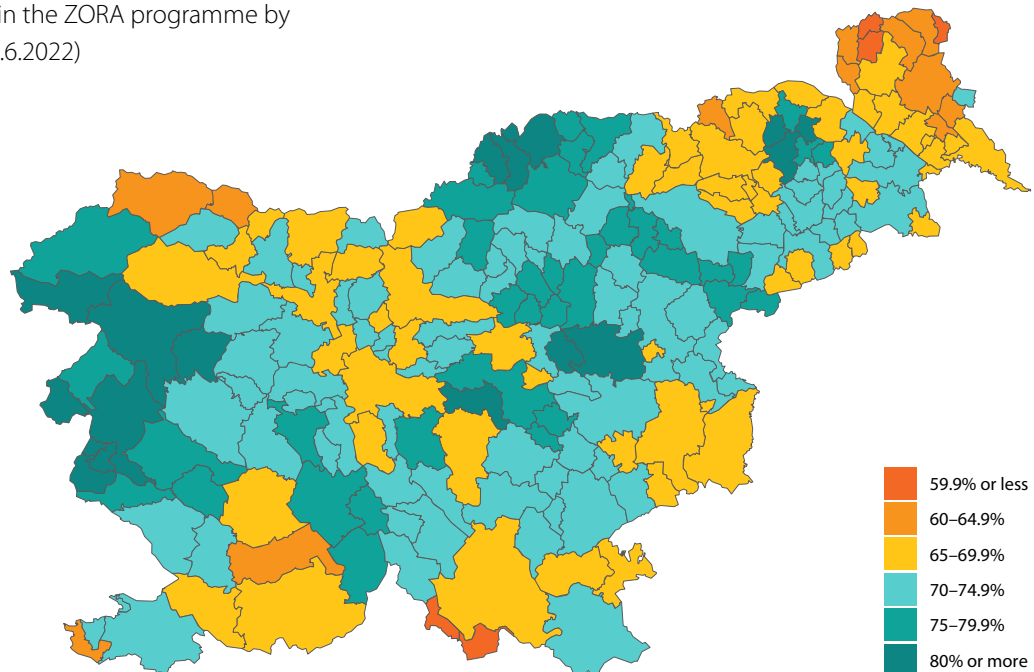 in the ZORA programme by
.6.2022)
59.9% or less
60–64.9%
65–69.9%
70–74.9%
75–79.9%
80% or more